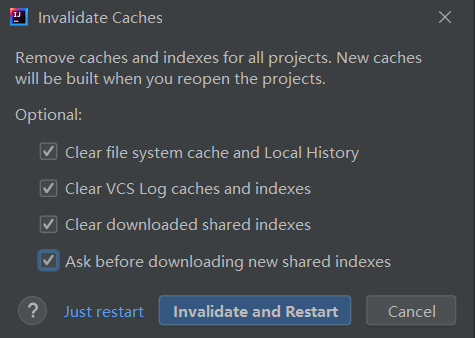 IJ
Invalidate Caches
Remove caches and indexes for all projects. New caches
will be built when you reopen the projects.
Optional:
Clear file system cache and Local History
Clear VCS Log caches and indexes
Clear downloaded shared indexes
Ask before downloading new shared indexes
? Just restart Invalidate and Restart Cancel